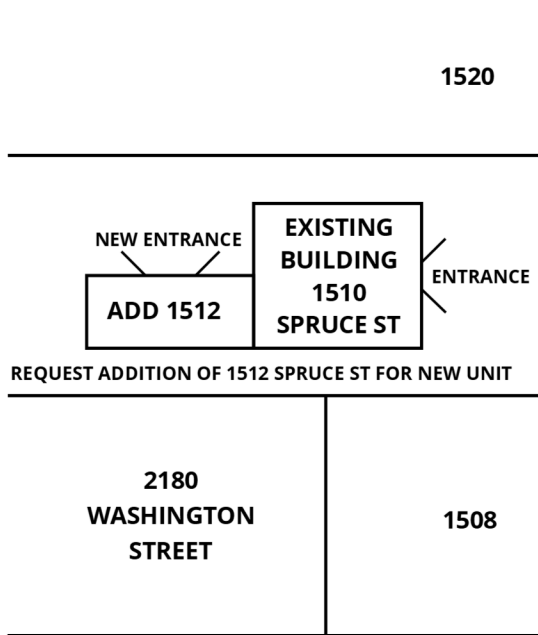 1520
NEW ENTRANCE
EXISTING
BUILDING
1510
SPRUCE ST
ENTRANCE
ADD 1512
REQUEST ADDITION OF 1512 SPRUCE ST FOR NEW UNIT
2180
WASHINGTON
STREET
1508